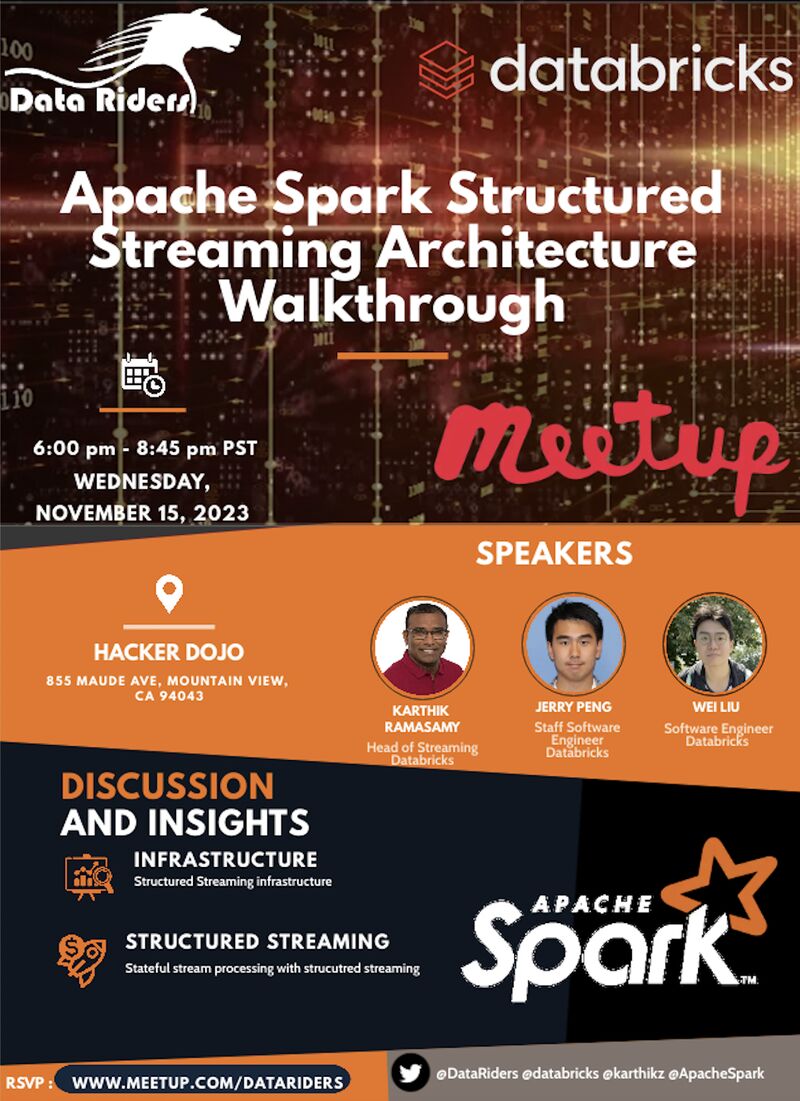 Data Riders
databricks
Apache Spark Structured
Streaming Architecture
Walkthrough
6:00 pm - 8:45 pm PST
WEDNESDAY,
NOVEMBER 15, 2023
meetup
SPEAKERS
HACKER DOJO
855 MAUDE AVE, MOUNTAIN VIEW,
CA 94043
KARTHIK
RAMASAMY
Head of Streaming
Databricks
JERRY PENG
Staff Software
Engineer
Databricks
WEI LIU
Software Engineer
Databricks
DISCUSSION
AND INSIGHTS
INFRASTRUCTURE
Structured Streaming infrastructure
STRUCTURED STREAMING
Stateful stream processing with strucutred streaming
APACHE
Spark™
RSVP : WWW.MEETUP.COM/DATARIDERS
@DataRiders @databricks @karthikz @ApacheSpark